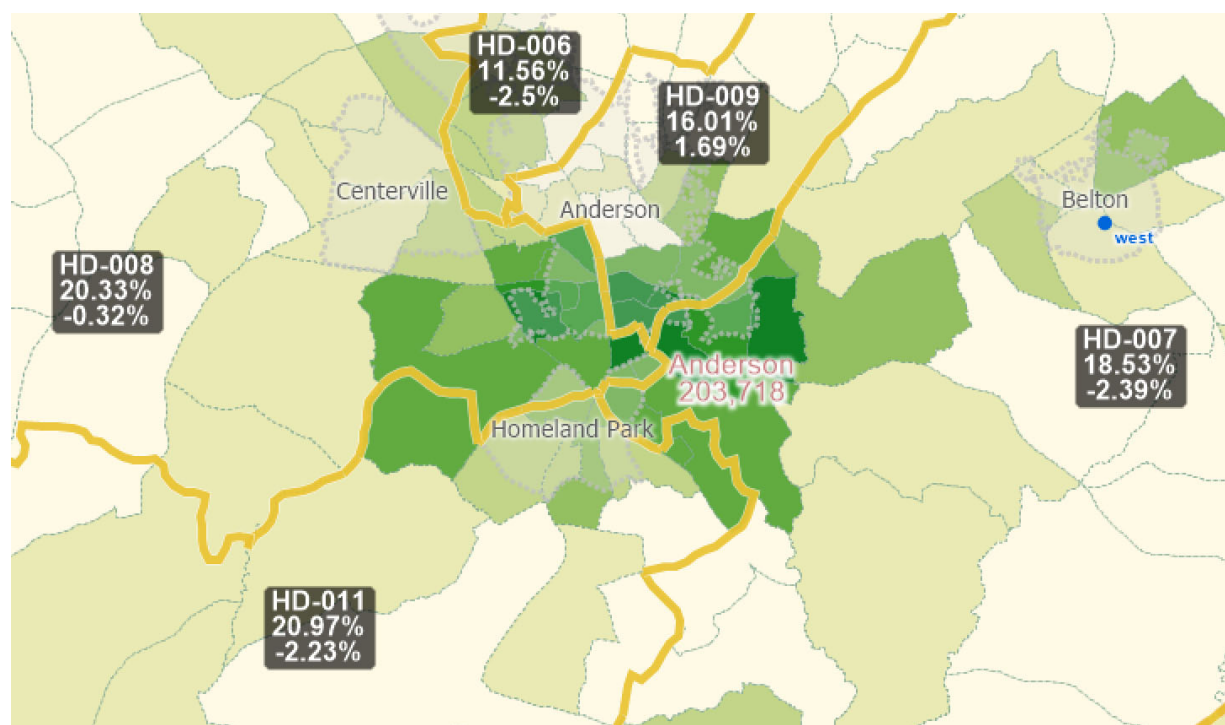 HD-006
11.56%
-2.5%
HD-009
16.01%
1.69%
Centerville
Anderson
Belton
west
HD-008
20.33%
-0.32%
HD-007
18.53%
-2.39%
Anderson
203,718
Homeland Park
HD-011
20.97%
-2.23%